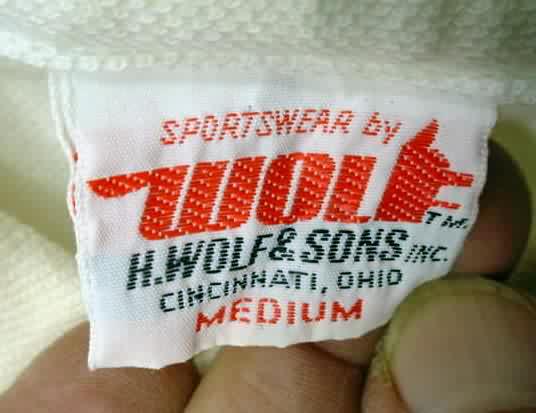 SPORTSWEAR by
WOLF TM.
H.WOLF & SONS INC.
CINCINNATI, OHIO
MEDIUM